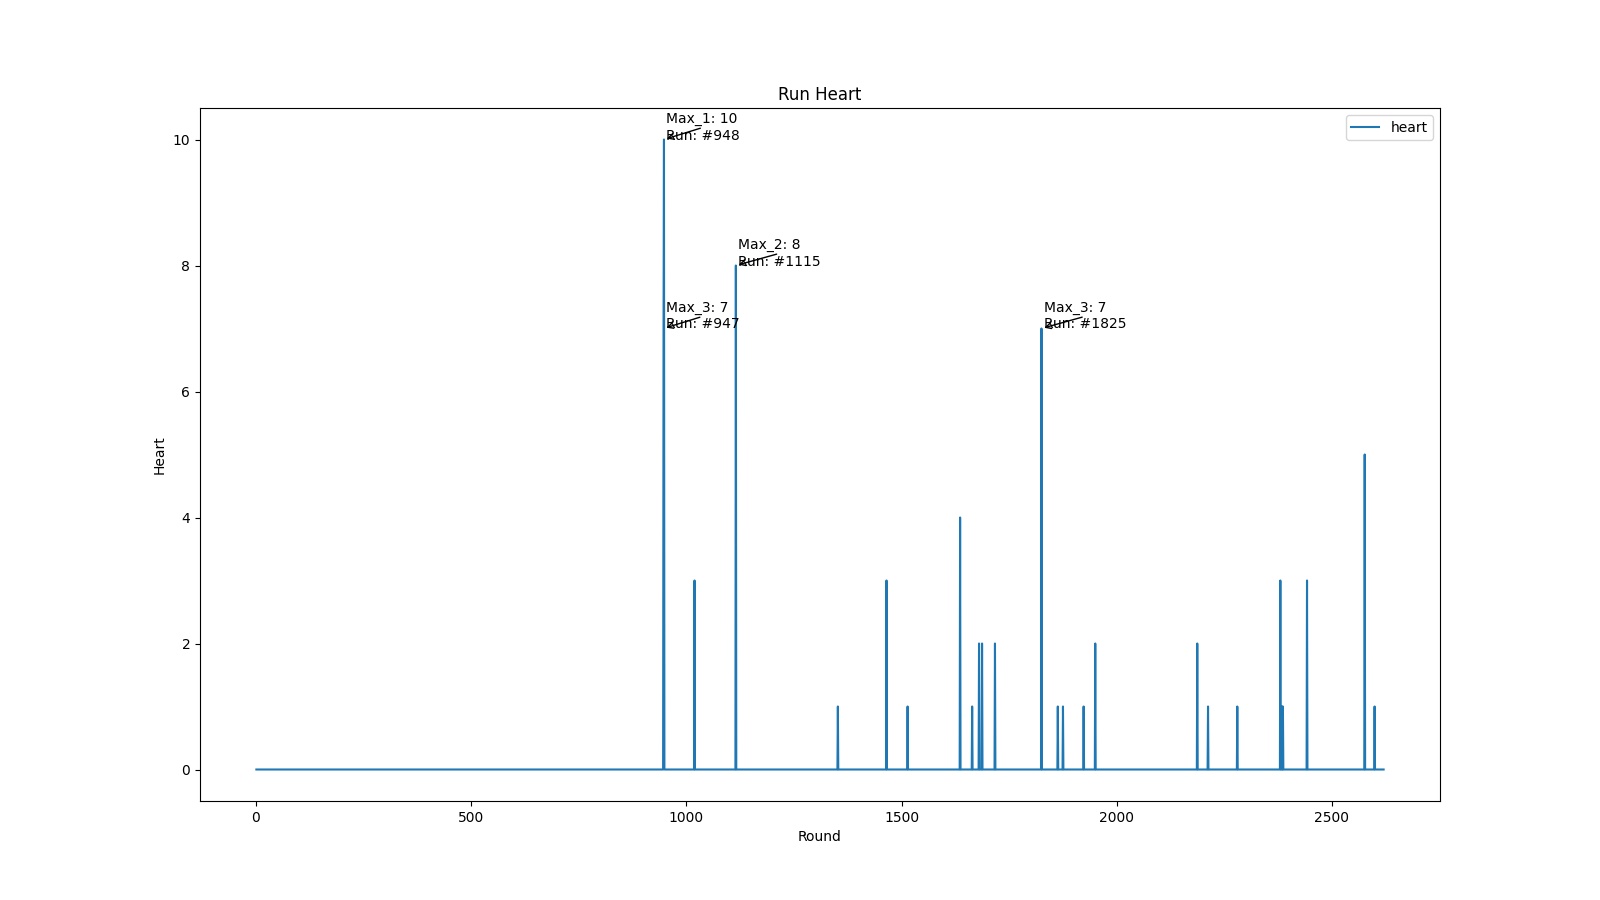 Run Heart
heart
Max_1: 10
Run: #948
Max_2: 8
Run: #1115
Max_3: 7
Run: #947
Max_3: 7
Run: #1825
10
8
6
4
2
0
Heart
0
500
1000
1500
2000
2500
Round